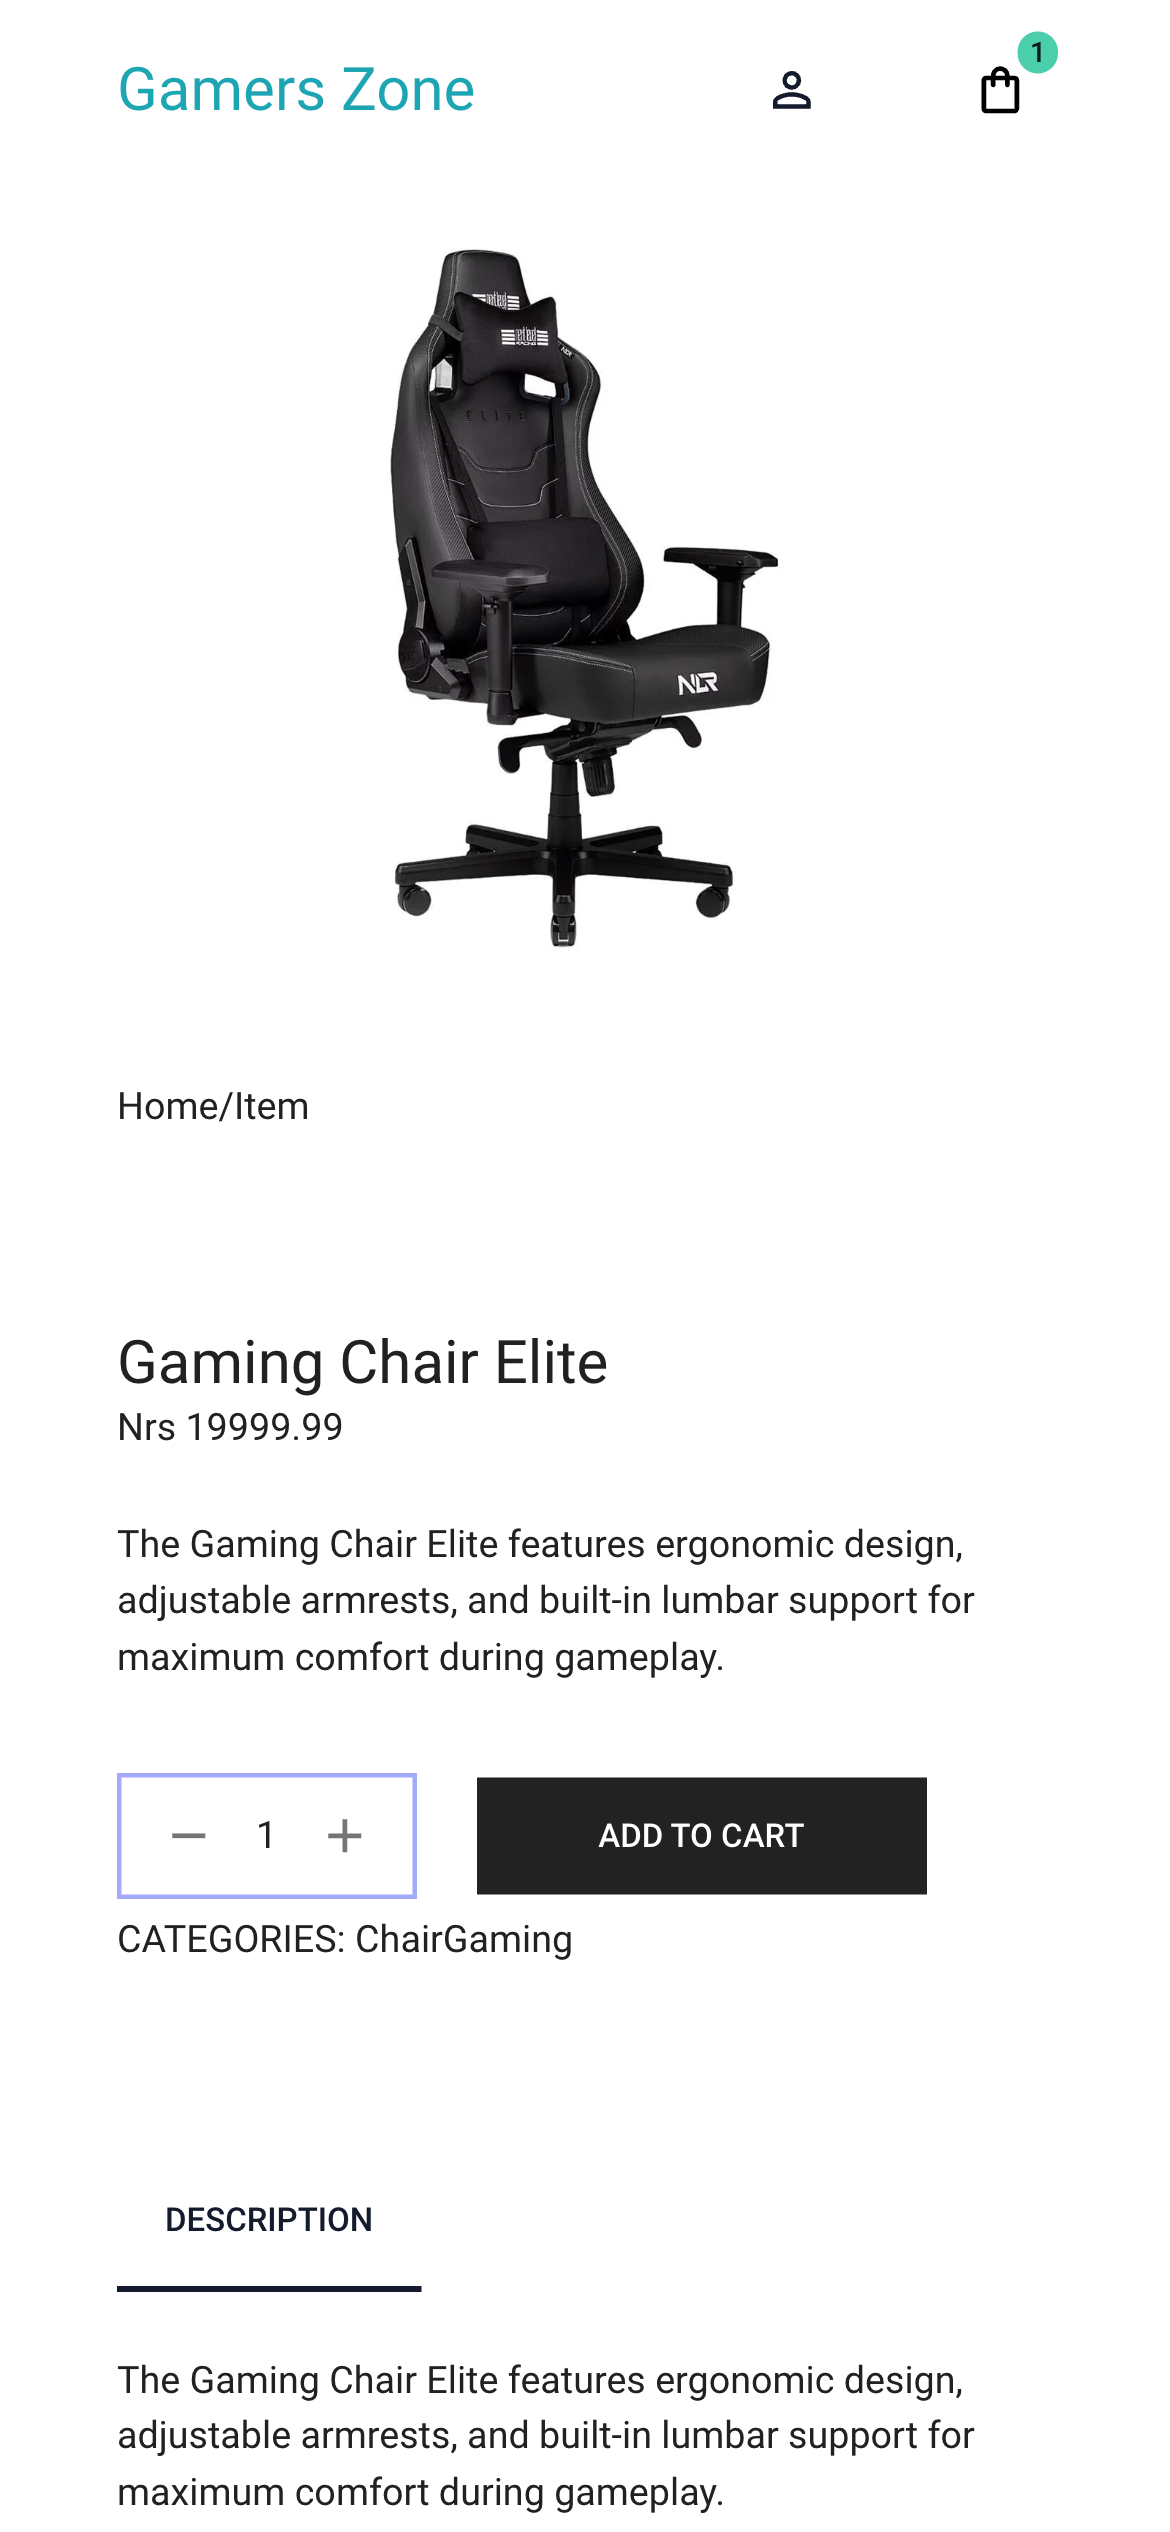 Gamers Zone
1
ELITE
NLR
Home/Item
Gaming Chair Elite
Nrs 19999.99
The Gaming Chair Elite features ergonomic design,
adjustable armrests, and built-in lumbar support for
maximum comfort during gameplay.
1
ADD TO CART
CATEGORIES: ChairGaming
DESCRIPTION
The Gaming Chair Elite features ergonomic design,
adjustable armrests, and built-in lumbar support for
maximum comfort during gameplay.